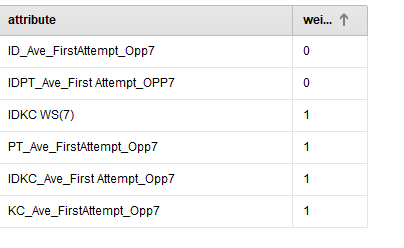 attribute wei...
ID_Ave_FirstAttempt_Opp7 0
IDPT_Ave_First Attempt_OPP7 0
IDKC WS(7) 1
PT_Ave_FirstAttempt_Opp7 1
IDKC_Ave_First Attempt_Opp7 1
KC_Ave_FirstAttempt_Opp7 1